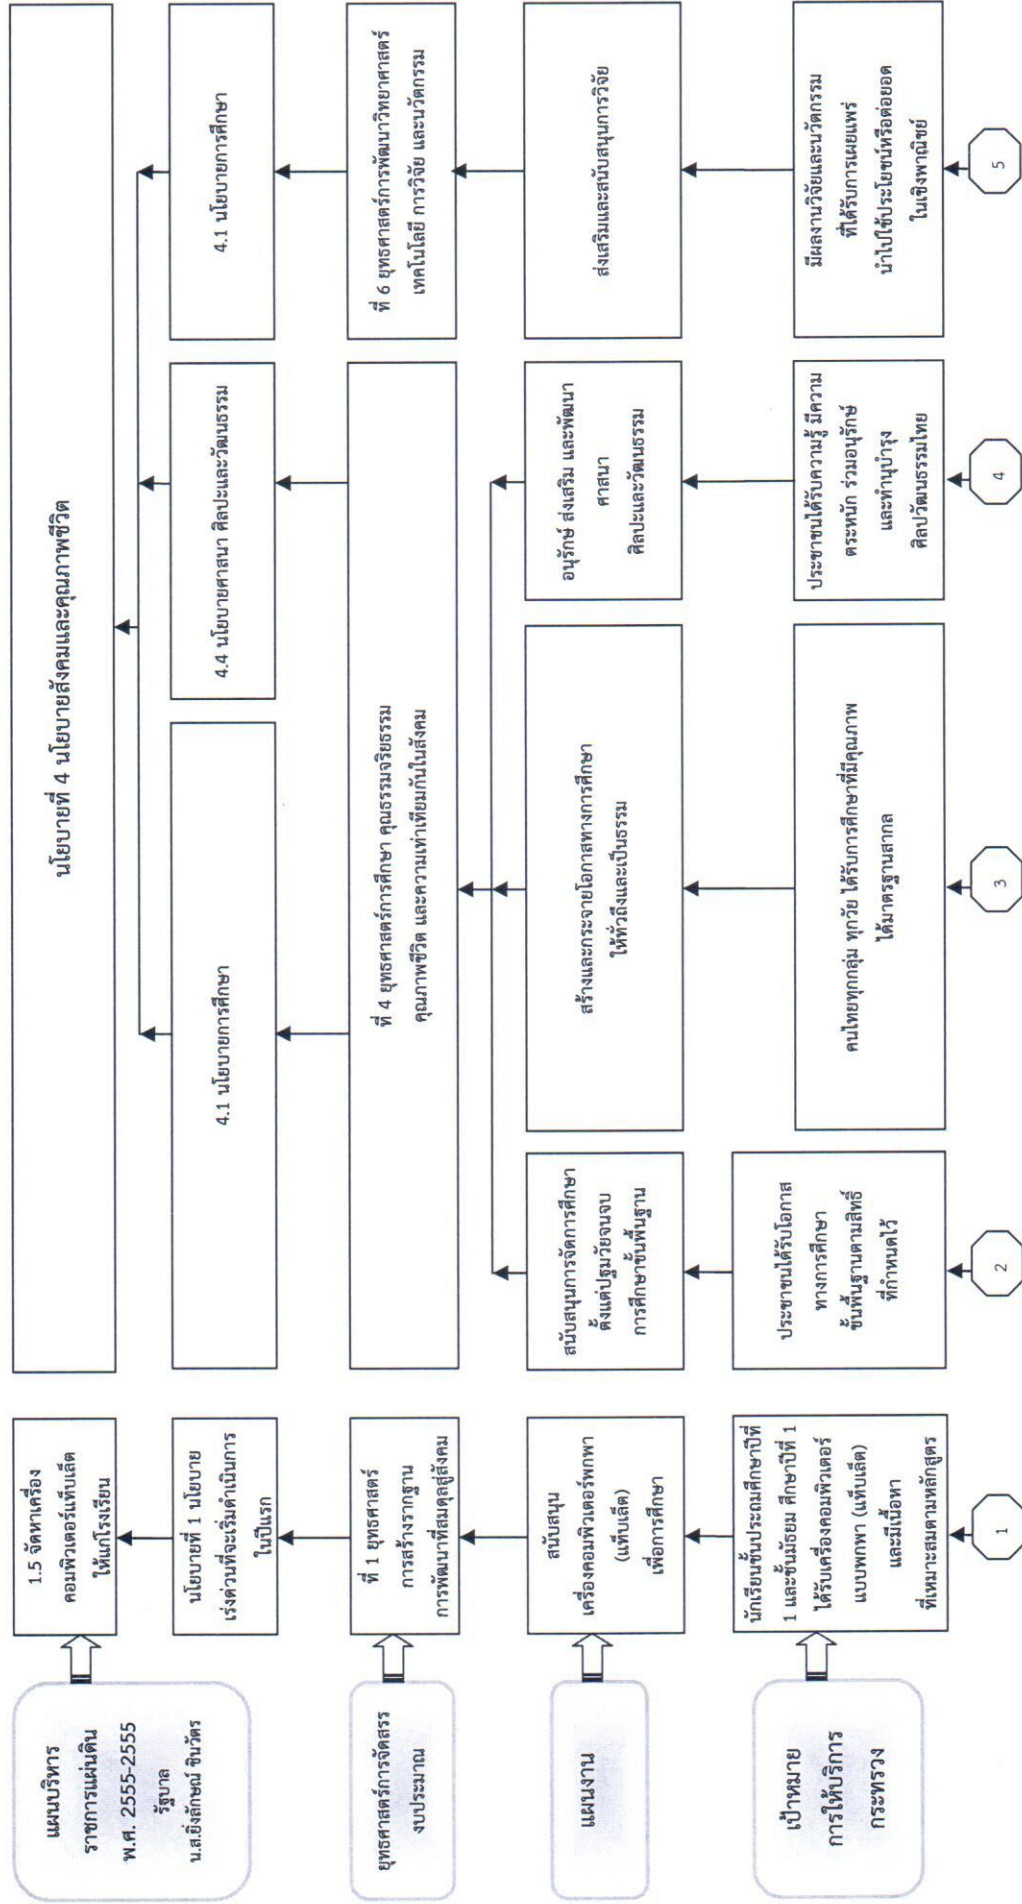 แผนบริหาร
ราชการแผ่นดิน
พ.ศ. 2555-2555
รัฐบาล
น.ส.ยิ่งลักษณ์ ชินวัตร
1.5 จัดหาเครื่อง
คอมพิวเตอร์แท็บเล็ต
ให้แก่โรงเรียน
นโยบายที่ 4 นโยบายสังคมและคุณภาพชีวิต
นโยบายที่ 1 นโยบาย
เร่งด่วนที่จะเริ่มดำเนินการ
ในปีแรก
4.1 นโยบายการศึกษา
4.4 นโยบายศาสนา ศิลปะและวัฒนธรรม
4.1 นโยบายการศึกษา
ยุทธศาสตร์การจัดสรร
งบประมาณ
ที่ 1 ยุทธศาสตร์
การสร้างรากฐาน
การพัฒนาที่สมดุลสู่สังคม
ที่ 4 ยุทธศาสตร์การศึกษา คุณธรรมจริยธรรม
คุณภาพชีวิต และความเท่าเทียมกันในสังคม
ที่ 6 ยุทธศาสตร์การพัฒนาวิทยาศาสตร์
เทคโนโลยี การวิจัย และนวัตกรรม
แผนงาน
สนับสนุน
เครื่องคอมพิวเตอร์พกพา
(แท็บเล็ต)
เพื่อการศึกษา
สนับสนุนการจัดการศึกษา
ตั้งแต่ปฐมวัยจนจบ
การศึกษาขั้นพื้นฐาน
สร้างและกระจายโอกาสทางการศึกษา
ให้ทั่วถึงและเป็นธรรม
อนุรักษ์ ส่งเสริม และพัฒนา
ศาสนา
ศิลปะและวัฒนธรรม
ส่งเสริมและสนับสนุนการวิจัย
เป้าหมาย
การให้บริการ
กระทรวง
นักเรียนชั้นประถมศึกษาปีที่
1 และชั้นมัธยม ศึกษาปีที่ 1
ได้รับเครื่องคอมพิวเตอร์
แบบพกพา (แท็บเล็ต)
และมีเนื้อหา
ที่เหมาะสมตามหลักสูตร
ประชาชนได้รับโอกาส
ทางการศึกษา
ขั้นพื้นฐานตามสิทธิ์
ที่กำหนดไว้
คนไทยทุกกลุ่ม ทุกวัย ได้รับการศึกษาที่มีคุณภาพ
ได้มาตรฐานสากล
ประชาชนได้รับความรู้ มีความ
ตระหนัก ร่วมอนุรักษ์
และทำนุบำรุง
ศิลปวัฒนธรรมไทย
มีผลงานวิจัยและนวัตกรรม
ที่ได้รับการเผยแพร่
นำไปใช้ประโยชน์หรือต่อยอด
ในเชิงพาณิชย์
1
2
3
4
5